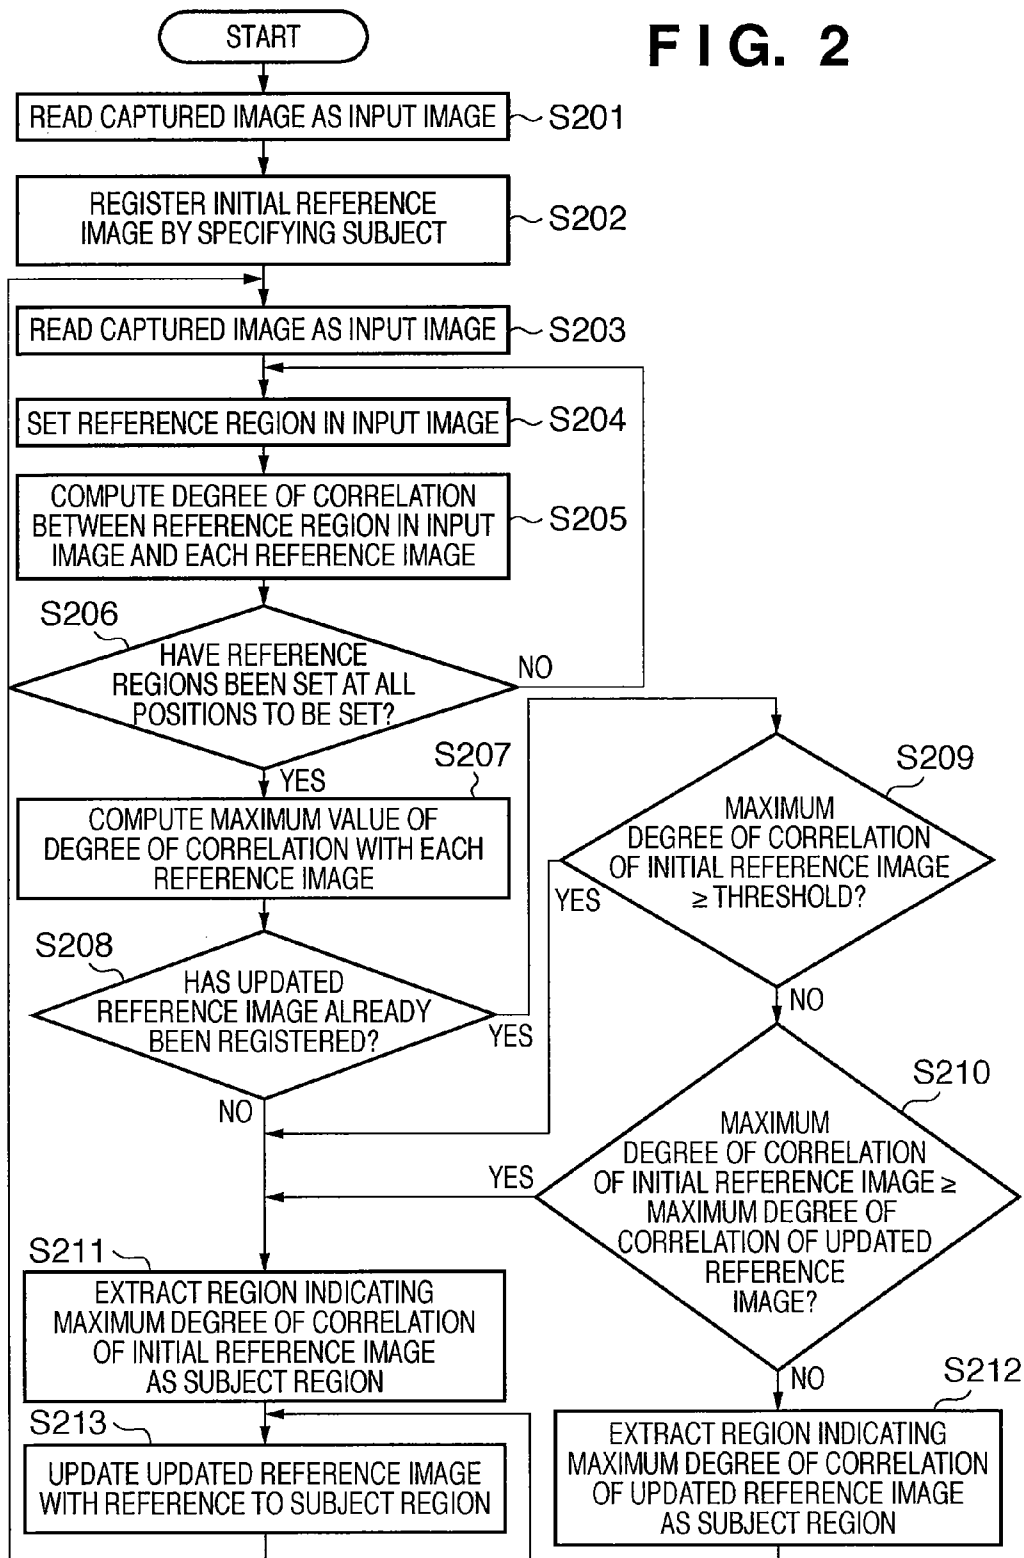 START
FIG. 2
READ CAPTURED IMAGE AS INPUT IMAGE
S201
REGISTER INITIAL REFERENCE
IMAGE BY SPECIFYING SUBJECT
S202
READ CAPTURED IMAGE AS INPUT IMAGE
S203
SET REFERENCE REGION IN INPUT IMAGE
S204
COMPUTE DEGREE OF CORRELATION
BETWEEN REFERENCE REGION IN INPUT
IMAGE AND EACH REFERENCE IMAGE
S205
S206
HAVE REFERENCE
REGIONS BEEN SET AT ALL
POSITIONS TO BE SET?
NO
YES
S207
COMPUTE MAXIMUM VALUE OF
DEGREE OF CORRELATION WITH EACH
REFERENCE IMAGE
S208
HAS UPDATED
REFERENCE IMAGE ALREADY
BEEN REGISTERED?
YES
NO
S209
MAXIMUM
DEGREE OF CORRELATION
OF INITIAL REFERENCE IMAGE
≥ THRESHOLD?
YES
NO
S210
MAXIMUM
DEGREE OF CORRELATION
OF INITIAL REFERENCE IMAGE ≥
MAXIMUM DEGREE OF
CORRELATION OF UPDATED
REFERENCE
IMAGE?
YES
NO
S211
EXTRACT REGION INDICATING
MAXIMUM DEGREE OF CORRELATION
OF INITIAL REFERENCE IMAGE
AS SUBJECT REGION
S212
EXTRACT REGION INDICATING
MAXIMUM DEGREE OF CORRELATION
OF UPDATED REFERENCE IMAGE
AS SUBJECT REGION
S213
UPDATE UPDATED REFERENCE IMAGE
WITH REFERENCE TO SUBJECT REGION